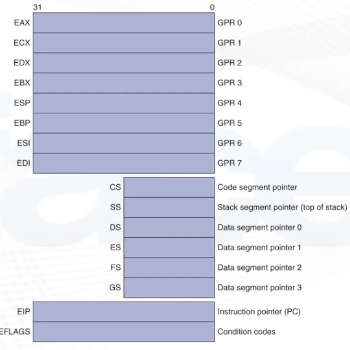 31 0
EAX GPR 0
ECX GPR 1
EDX GPR 2
EBX GPR 3
ESP GPR 4
EBP GPR 5
ESI GPR 6
EDI GPR 7
CS Code segment pointer
SS Stack segment pointer (top of stack)
DS Data segment pointer 0
ES Data segment pointer 1
FS Data segment pointer 2
GS Data segment pointer 3
EIP Instruction pointer (PC)
EFLAGS Condition codes